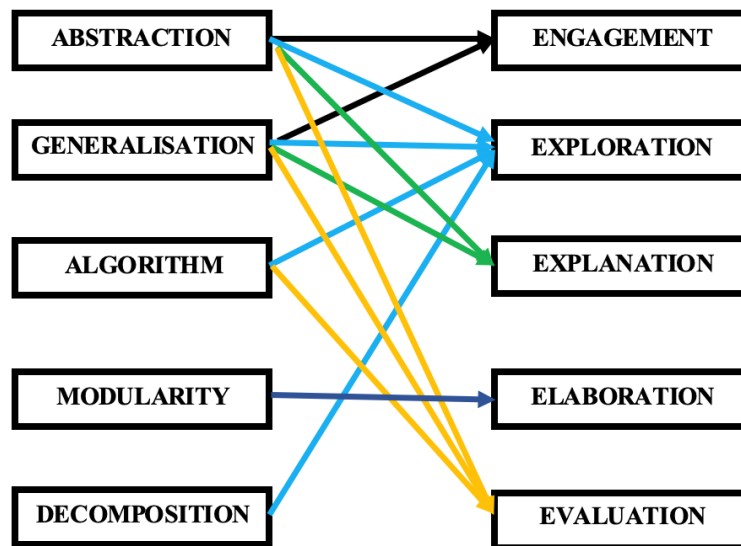 ABSTRACTION
ENGAGEMENT
GENERALISATION
EXPLORATION
ALGORITHM
EXPLANATION
MODULARITY
ELABORATION
DECOMPOSITION
EVALUATION